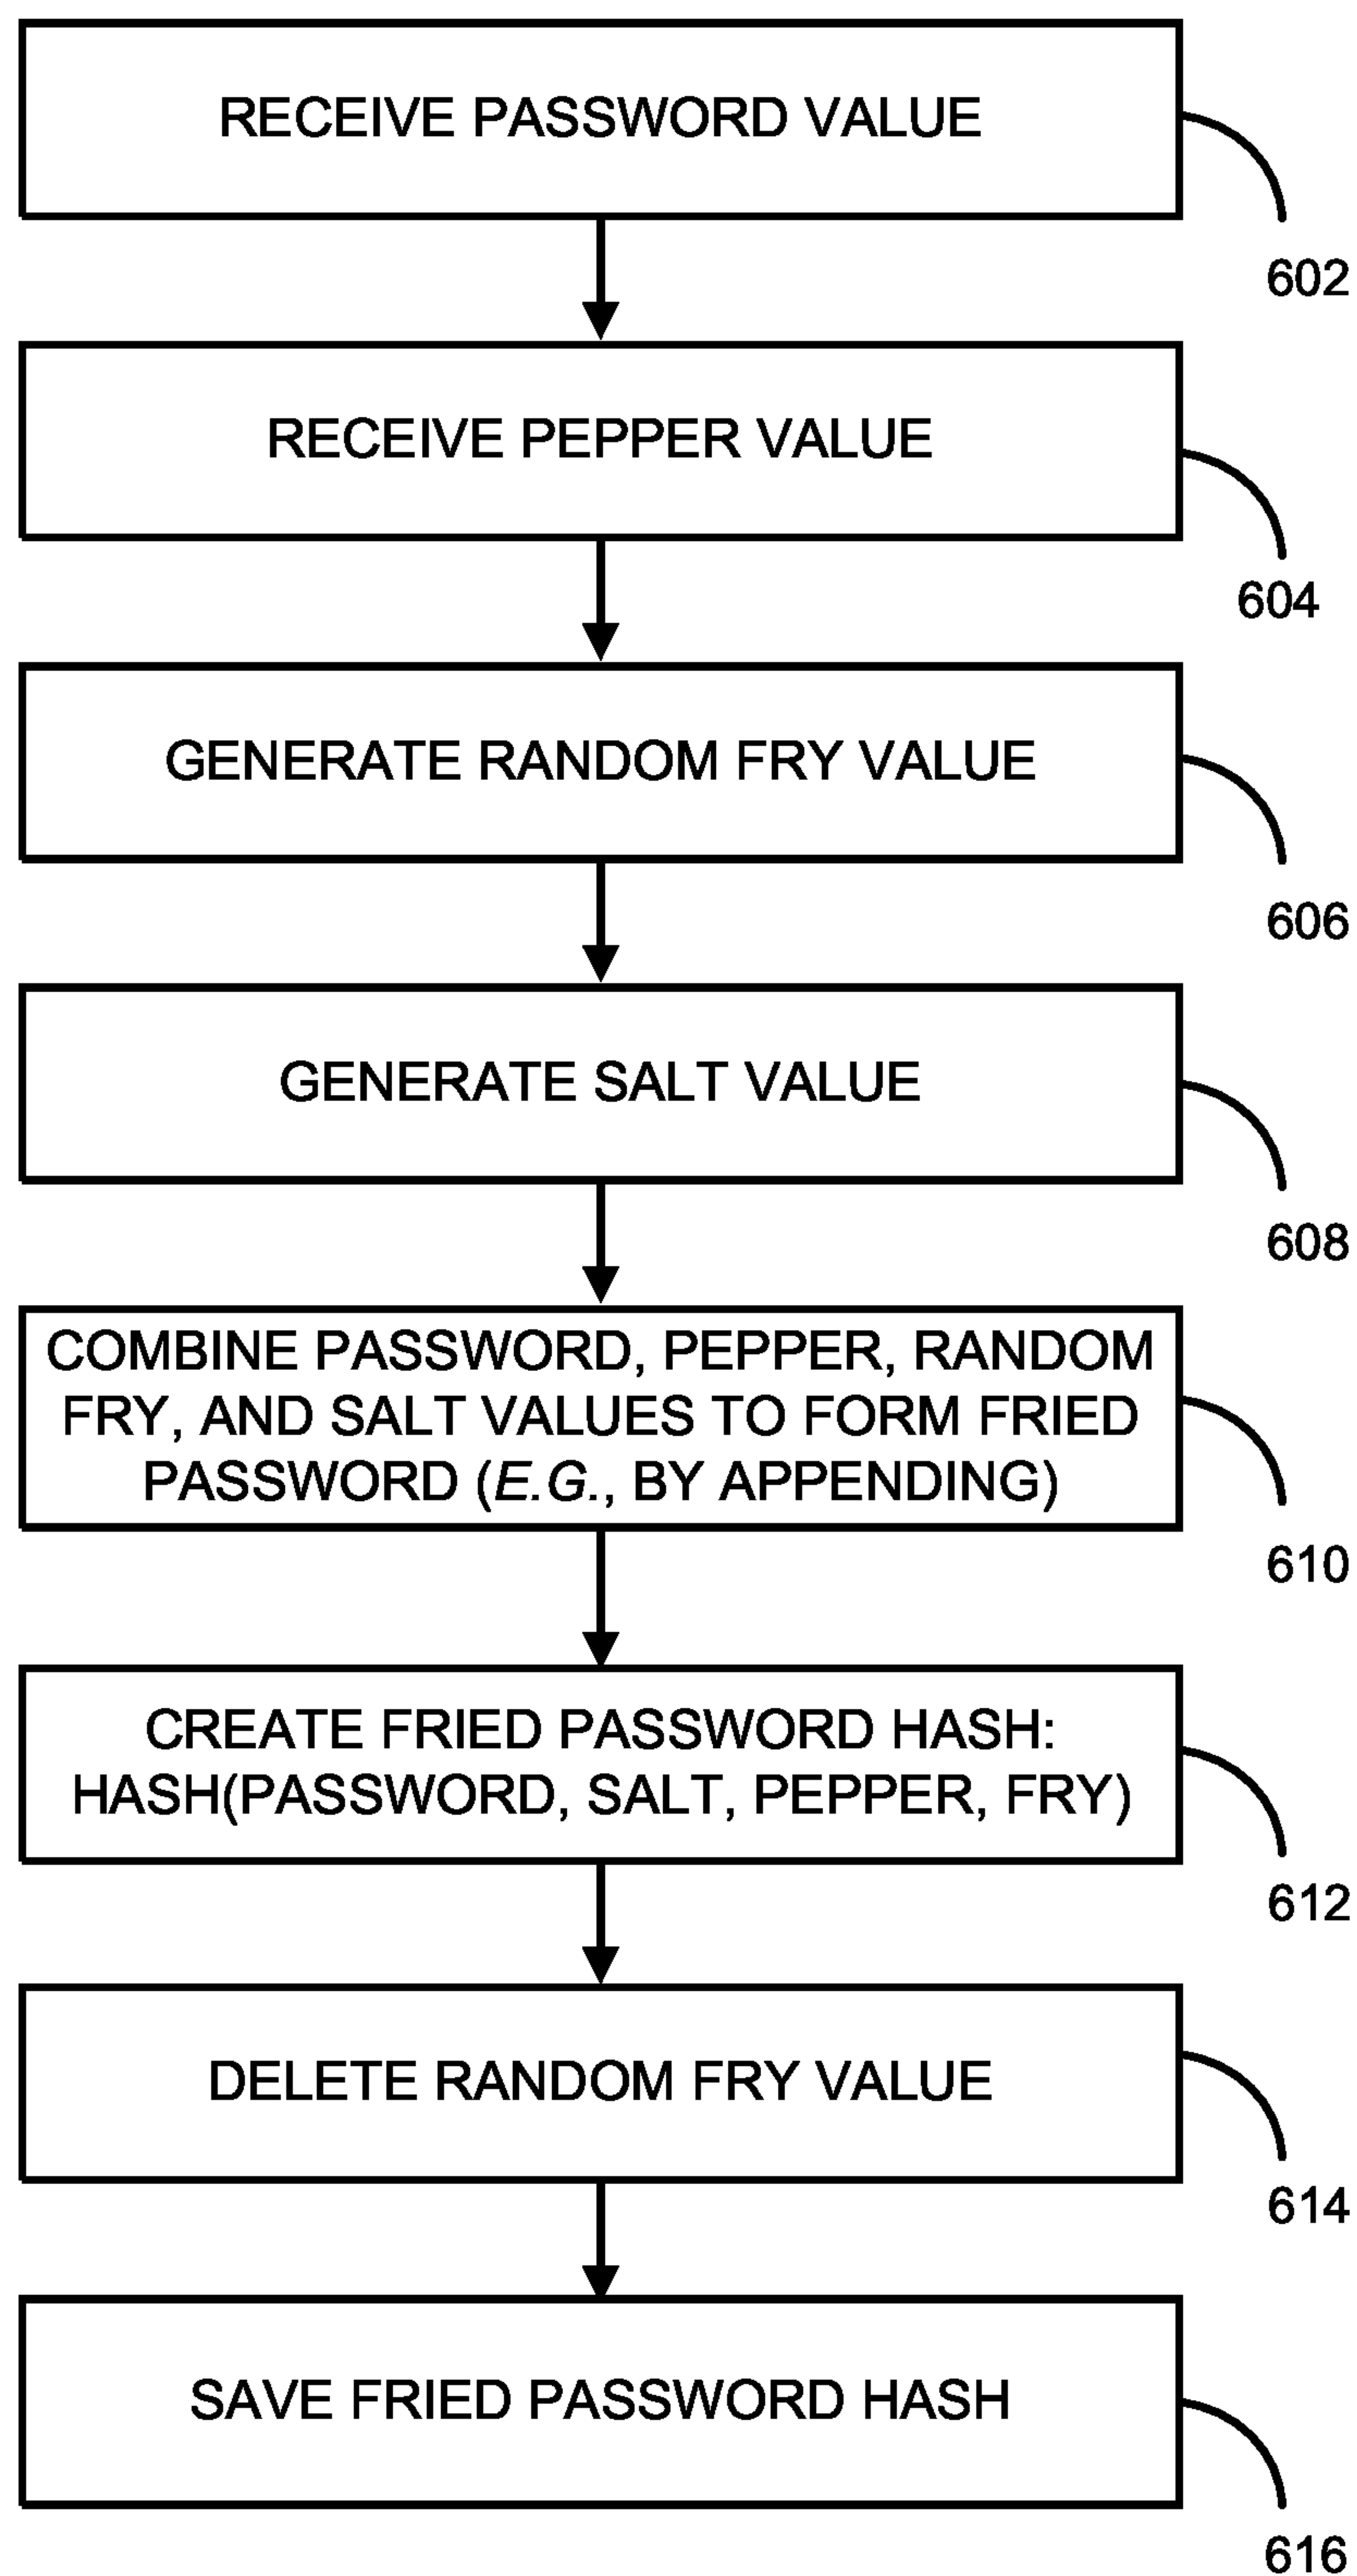 RECEIVE PASSWORD VALUE
602
RECEIVE PEPPER VALUE
604
GENERATE RANDOM FRY VALUE
606
GENERATE SALT VALUE
608
COMBINE PASSWORD, PEPPER, RANDOM
FRY, AND SALT VALUES TO FORM FRIED
PASSWORD (E.G., BY APPENDING)
610
CREATE FRIED PASSWORD HASH:
HASH(PASSWORD, SALT, PEPPER, FRY)
612
DELETE RANDOM FRY VALUE
614
SAVE FRIED PASSWORD HASH
616